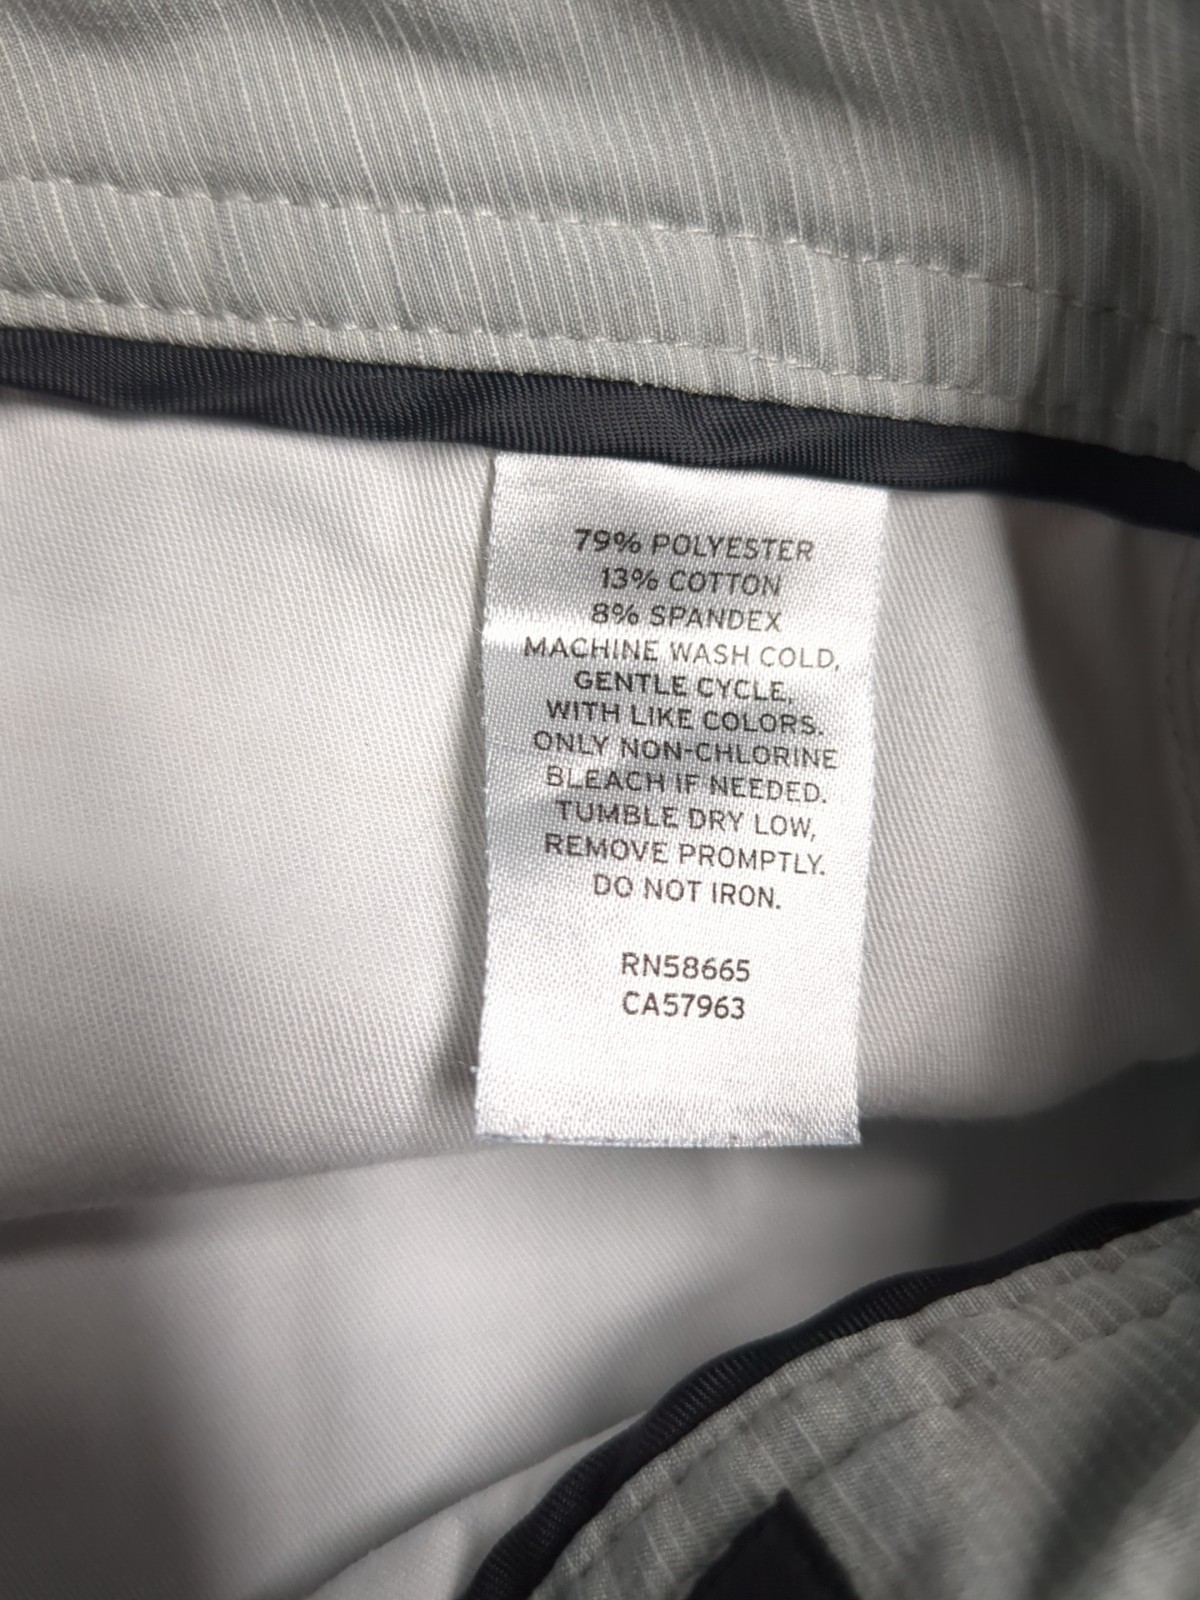 79% POLYESTER
13% COTTON
8% SPANDEX
MACHINE WASH COLD,
GENTLE CYCLE,
WITH LIKE COLORS.
ONLY NON-CHLORINE
BLEACH IF NEEDED.
TUMBLE DRY LOW,
REMOVE PROMPTLY.
DO NOT IRON.
RN58665
CA57963